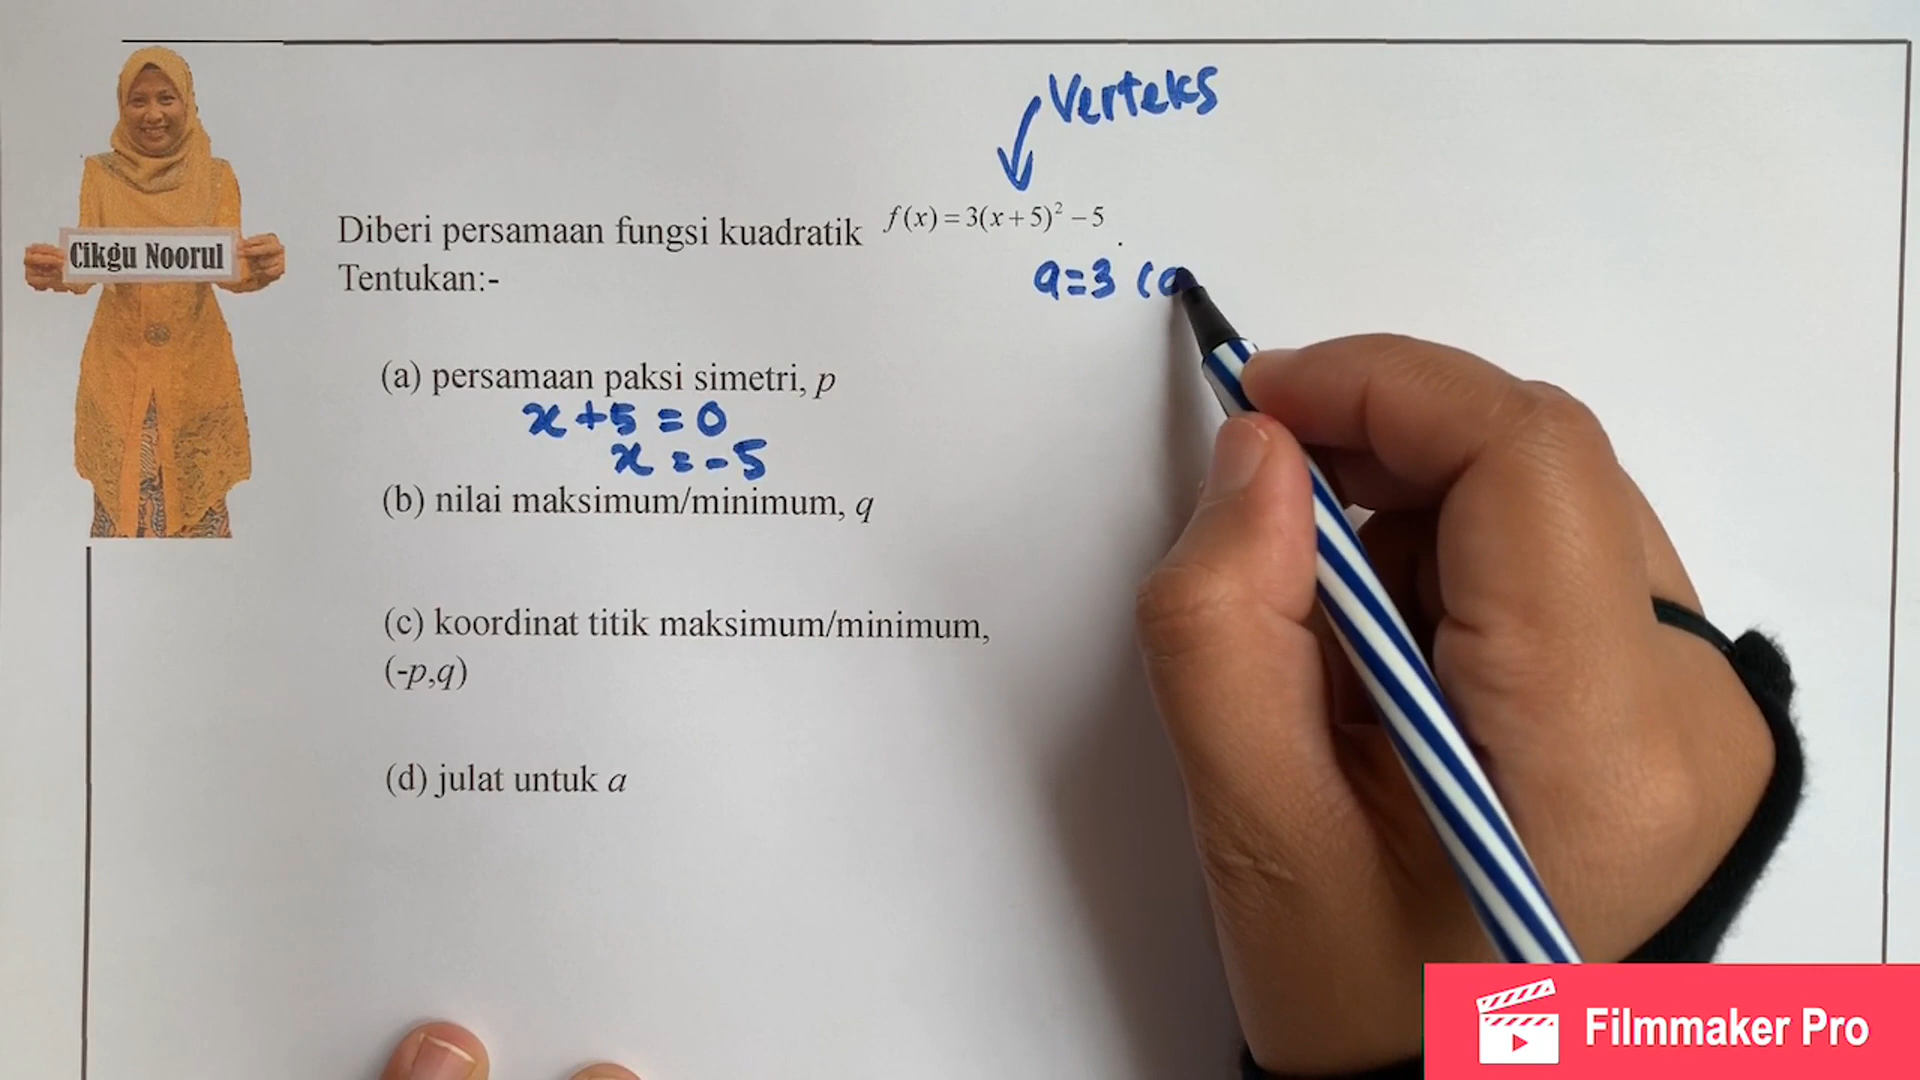 Verteks
Cikgu Noorul
Diberi persamaan fungsi kuadratik f(x)=3(x+5)² − 5 .
Tentukan:-
a=3 (a
(a) persamaan paksi simetri, p
x+5 = 0
x = -5
(b) nilai maksimum/minimum, q
(c) koordinat titik maksimum/minimum,
(-p,q)
(d) julat untuk a
Filmmaker Pro